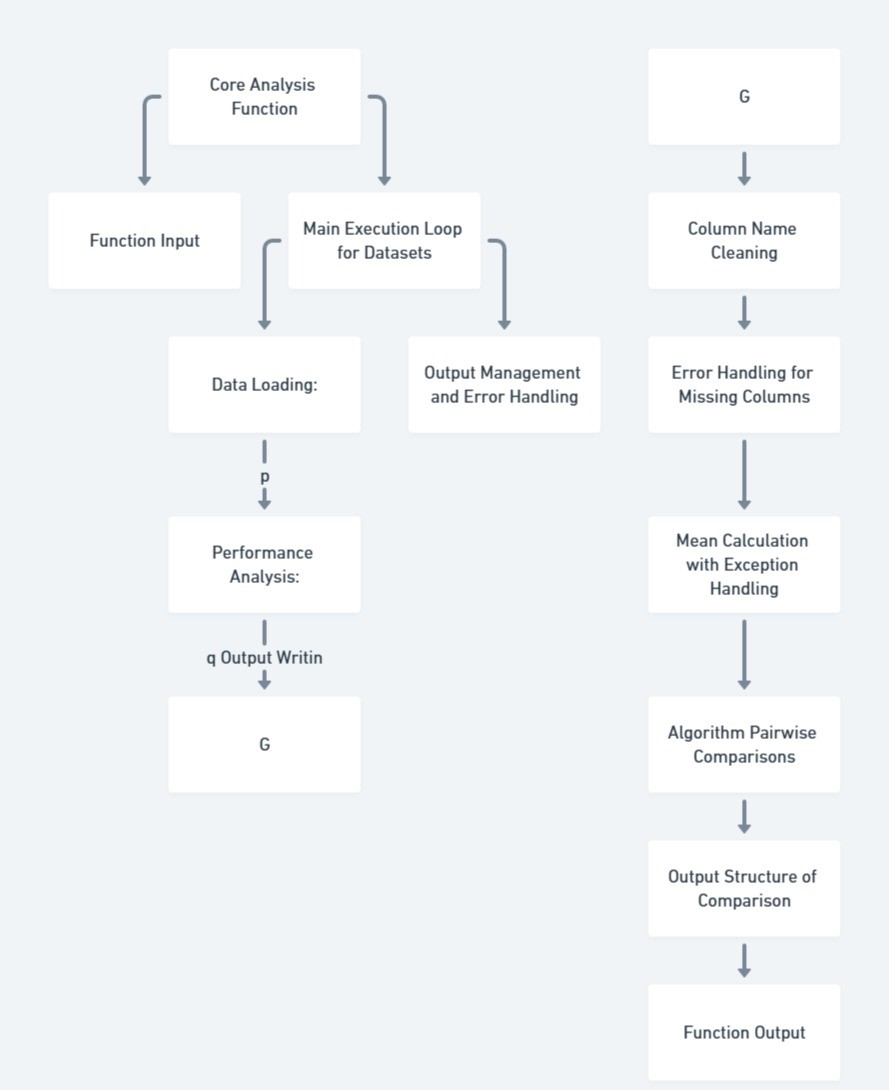 Core Analysis
Function
Function Input
Main Execution Loop
for Datasets
Data Loading:
Output Management
and Error Handling
p
Performance
Analysis:
q Output Writin
G
G
Column Name
Cleaning
Error Handling for
Missing Columns
Mean Calculation
with Exception
Handling
Algorithm Pairwise
Comparisons
Output Structure of
Comparison
Function Output